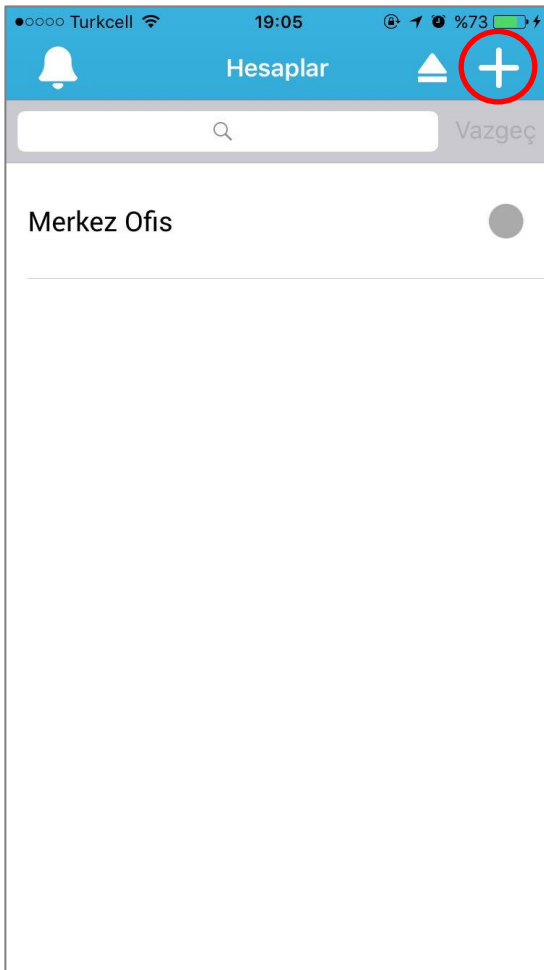 ●○○○○ Turkcell 19:05 %73
Hesaplar
Vazgeç
Merkez Ofis